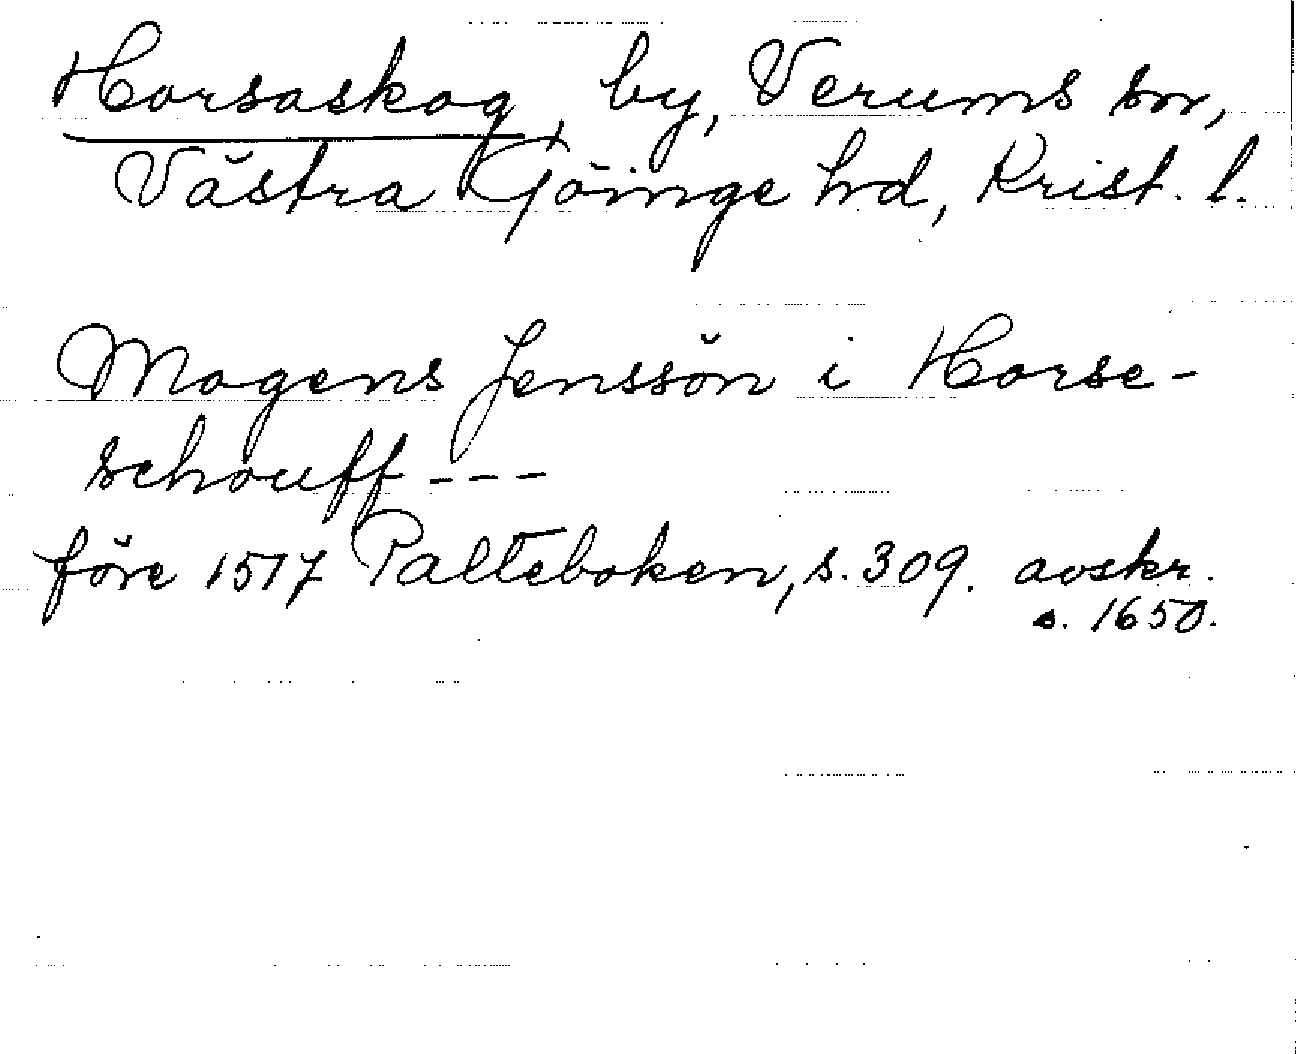 Horsaskog, by, Verums sn,
Västra Göinge hd, Krist. l.
Mogens Jenssön i Horse-
schouff ---
före 1517 Palteboken, s. 309. avskr.
o. 1650.